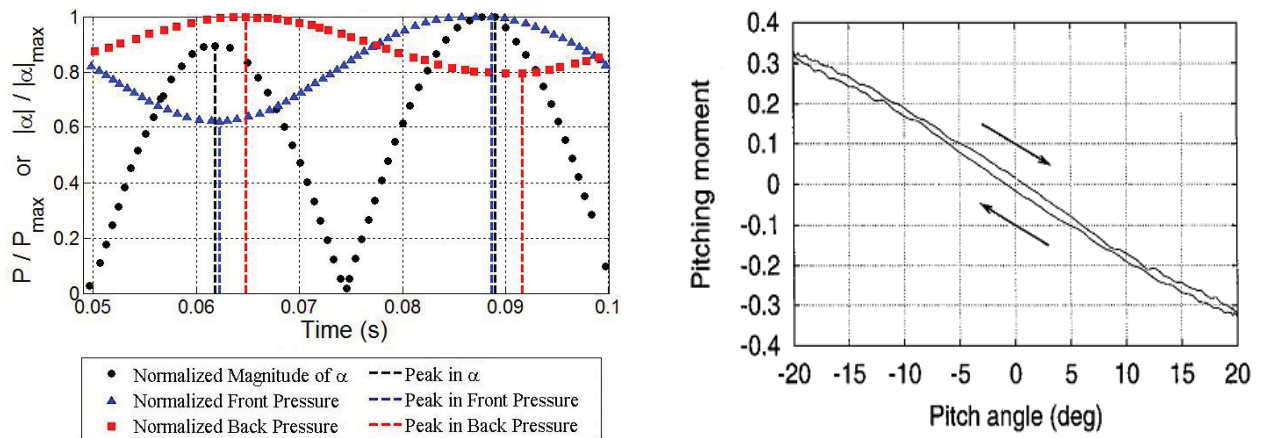 P / P_max or |α| / |α|_max
1
0.8
0.6
0.4
0.2
0
0.05 0.06 0.07 0.08 0.09 0.1
Time (s)
Normalized Magnitude of α
Normalized Front Pressure
Normalized Back Pressure
Peak in α
Peak in Front Pressure
Peak in Back Pressure
Pitching moment
0.4
0.3
0.2
0.1
0
-0.1
-0.2
-0.3
-0.4
-20 -15 -10 -5 0 5 10 15 20
Pitch angle (deg)